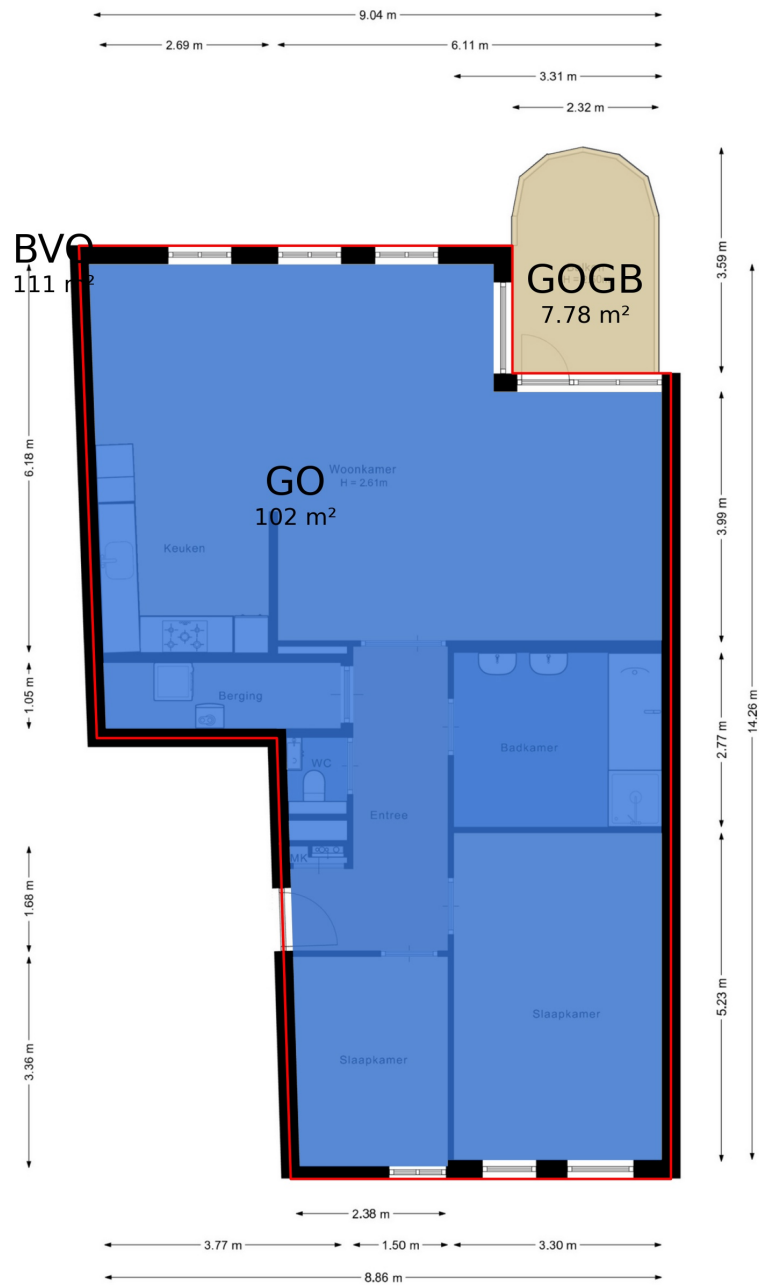 9.04 m
2.69 m
6.11 m
3.31 m
2.32 m
BVO
111 m²
GOGB
7.78 m²
3.59 m
6.18 m
GO
102 m²
Woonkamer
H = 2.61m
Keuken
3.99 m
14.26 m
1.05 m
Berging
2.77 m
Badkamer
WC
Entree
MK
1.68 m
5.23 m
Slaapkamer
3.36 m
Slaapkamer
2.38 m
3.77 m
1.50 m
3.30 m
8.86 m